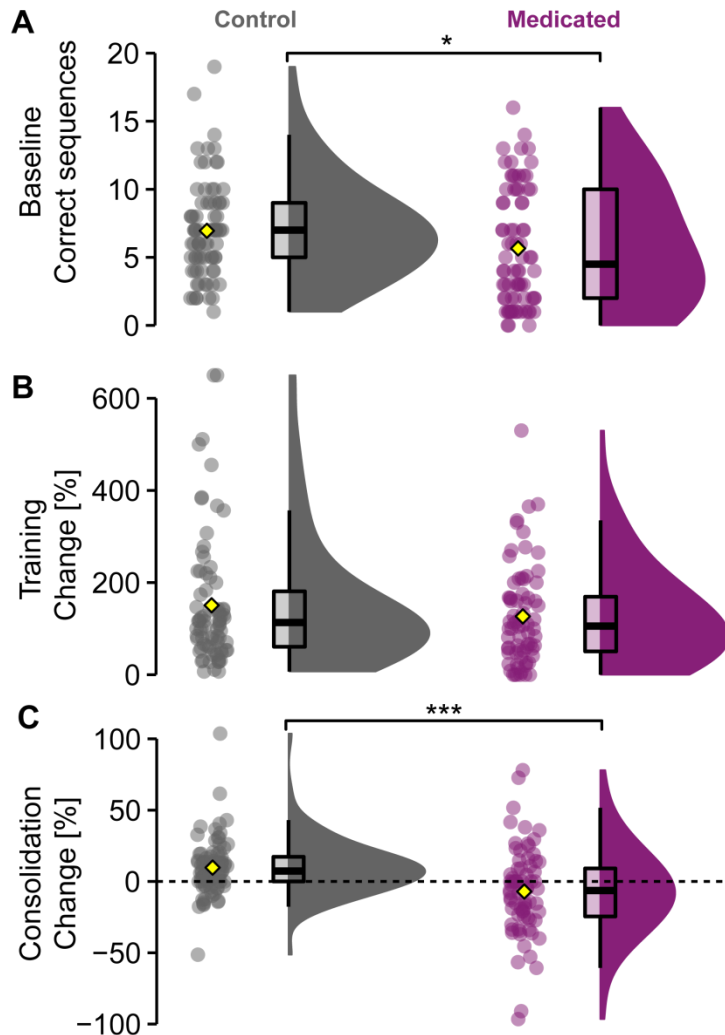 A
Control
Medicated
*
Baseline
Correct sequences
20
15
10
5
0
B
Training
Change [%]
600
400
200
0
C
***
Consolidation
Change [%]
100
50
0
−50
−100